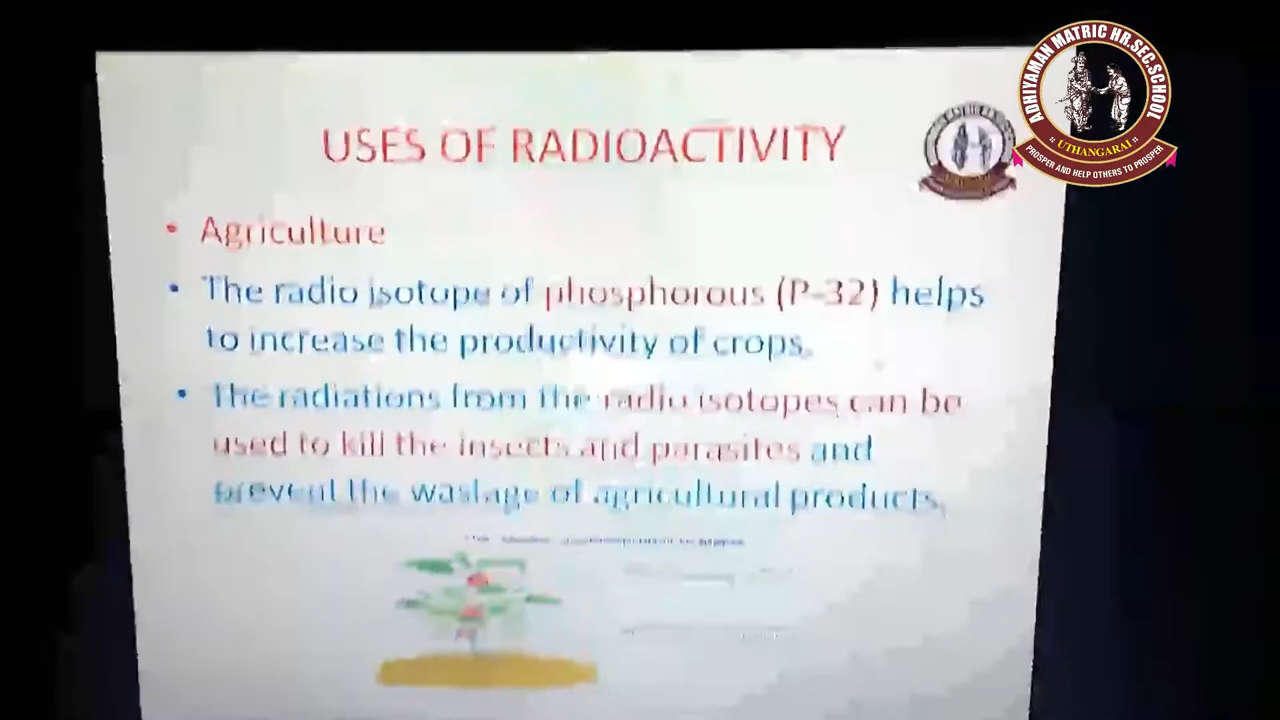 ADHIYAMAN MATRIC HR.SEC.SCHOOL
UTHANGARAI
PROSPER AND HELP OTHERS TO PROSPER
USES OF RADIOACTIVITY
• Agriculture
• The radio isotope of phosphorous (P-32) helps
to increase the productivity of crops.
• The radiations from the radio isotopes can be
used to kill the insects and parasites and
prevent the wastage of agricultural products.